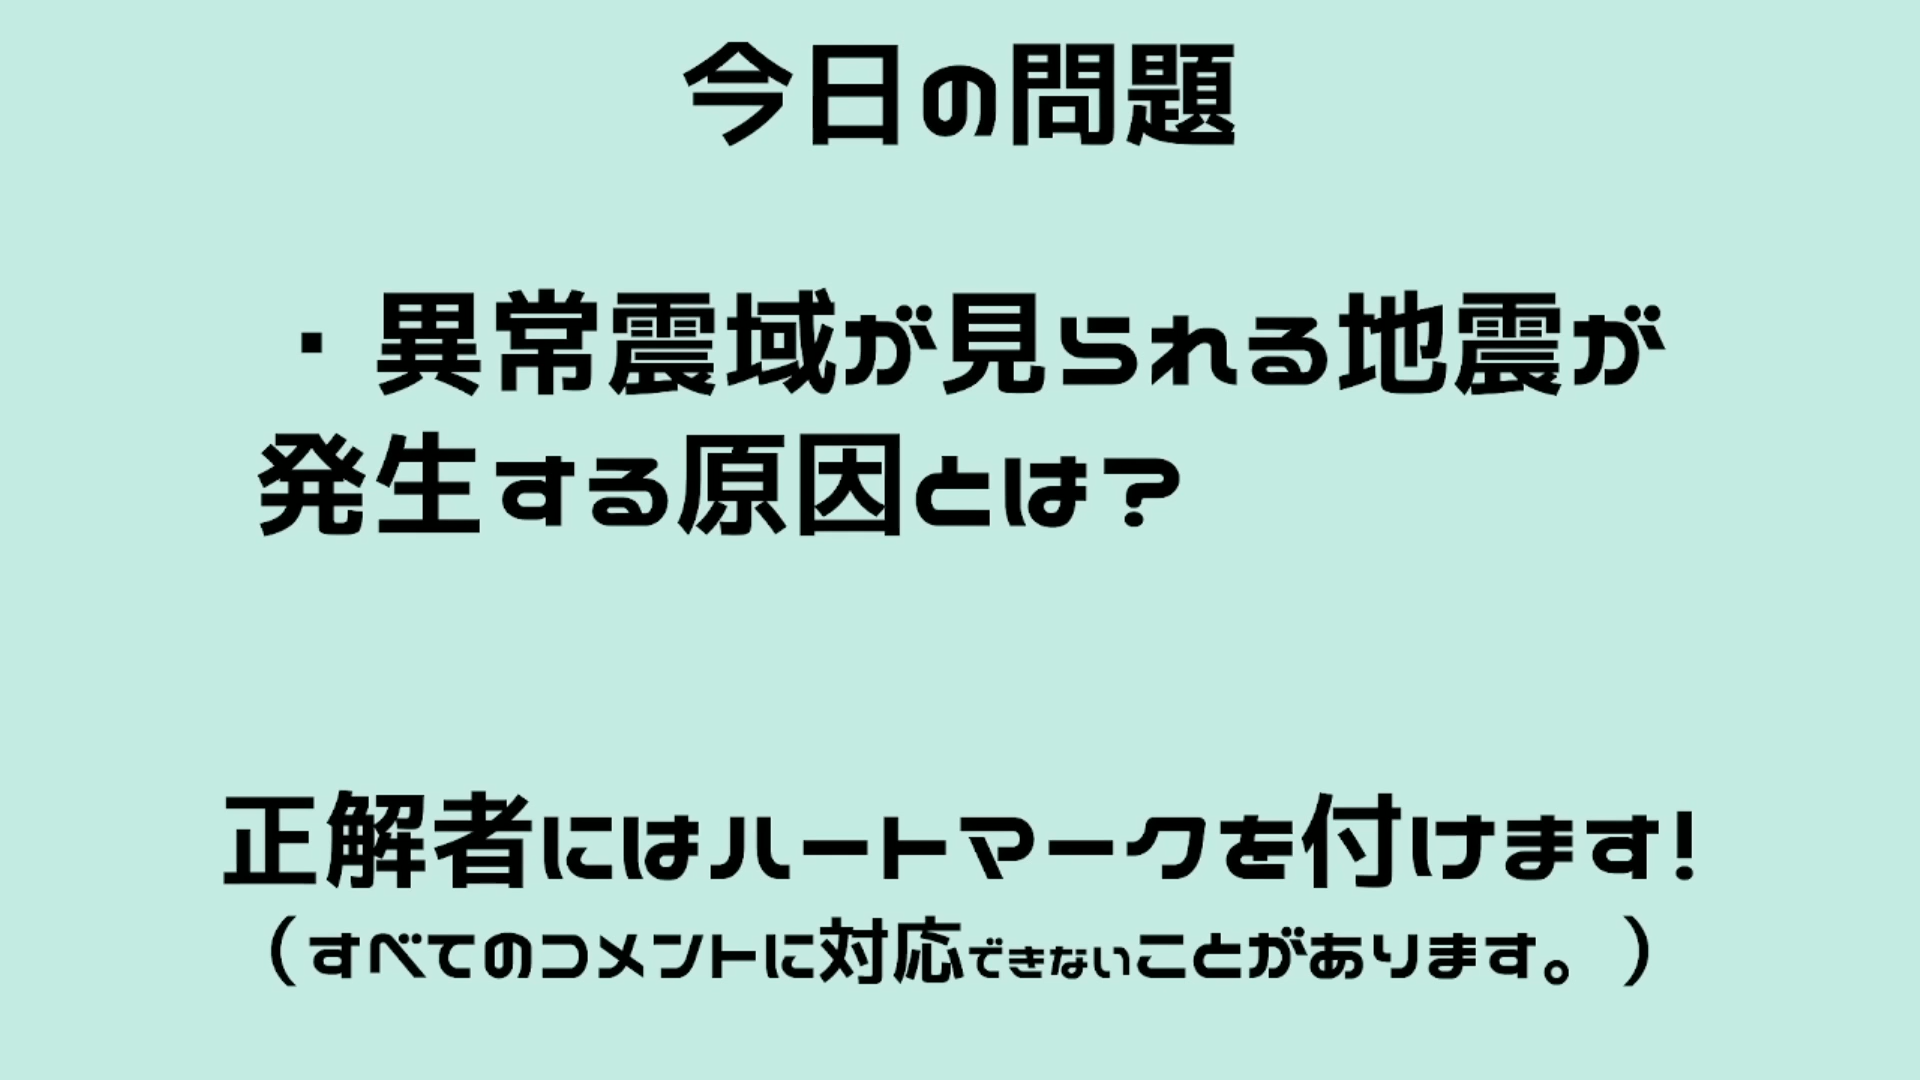 今日の問題
・異常震域が見られる地震が
発生する原因とは？
正解者にはハートマークを付けます!
（すべてのコメントに対応できないことがあります。）